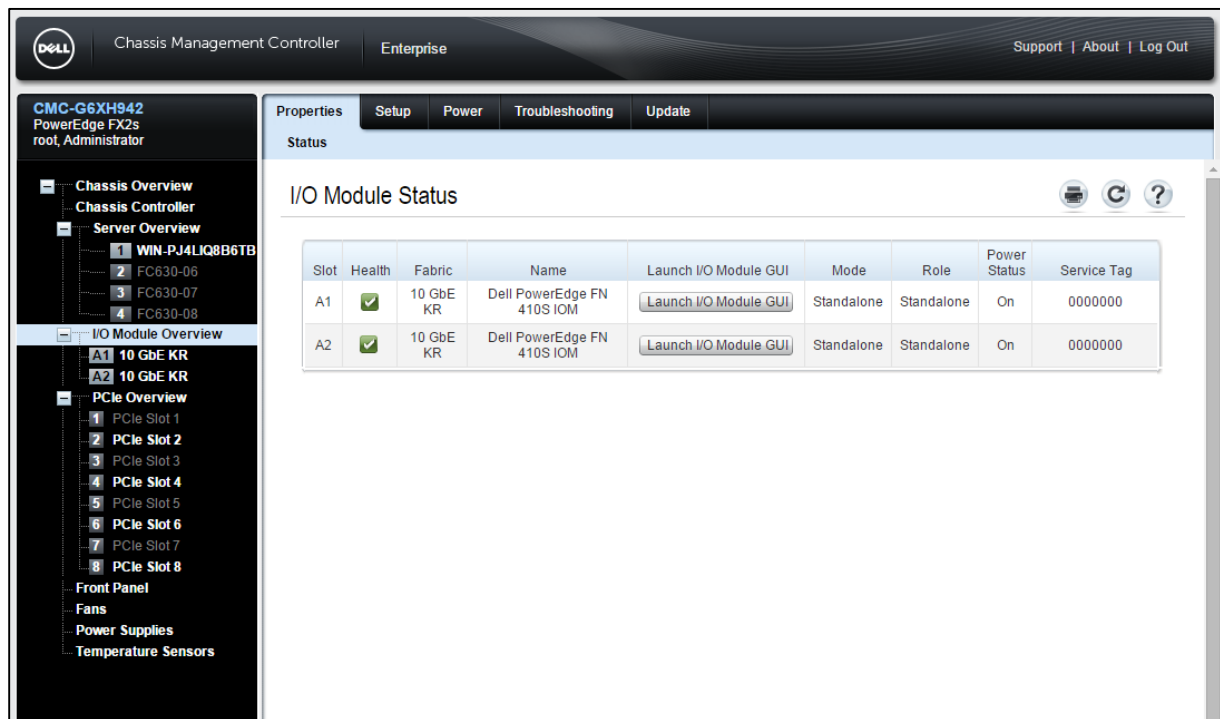 DELL
Chassis Management Controller
Enterprise
Support | About | Log Out
CMC-G6XH942
PowerEdge FX2s
root, Administrator
Properties
Setup
Power
Troubleshooting
Update
Status
Chassis Overview
Chassis Controller
Server Overview
1 WIN-PJ4LIQ8B6TB
2 FC630-06
3 FC630-07
4 FC630-08
I/O Module Overview
A1 10 GbE KR
A2 10 GbE KR
PCIe Overview
1 PCIe Slot 1
2 PCIe Slot 2
3 PCIe Slot 3
4 PCIe Slot 4
5 PCIe Slot 5
6 PCIe Slot 6
7 PCIe Slot 7
8 PCIe Slot 8
Front Panel
Fans
Power Supplies
Temperature Sensors
I/O Module Status
C ?
Slot Health Fabric Name Launch I/O Module GUI Mode Role Power Status Service Tag
A1 10 GbE KR Dell PowerEdge FN 410S IOM Launch I/O Module GUI Standalone Standalone On 0000000
A2 10 GbE KR Dell PowerEdge FN 410S IOM Launch I/O Module GUI Standalone Standalone On 0000000